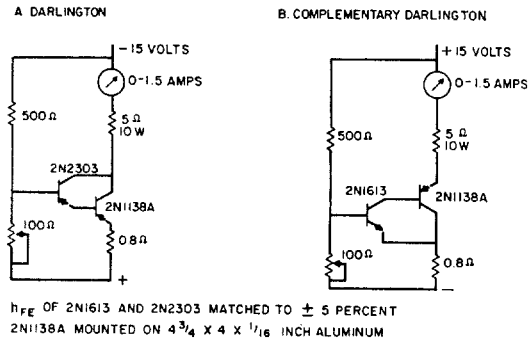 A. DARLINGTON
B. COMPLEMENTARY DARLINGTON
− 15 VOLTS
0-1.5 AMPS
500Ω
5Ω
10W
2N2303
2N1138A
100Ω
0.8Ω
+
+ 15 VOLTS
0-1.5 AMPS
500Ω
5Ω
10W
2N1613
2N1138A
100Ω
0.8Ω
−
hFE OF 2N1613 AND 2N2303 MATCHED TO ± 5 PERCENT
2N1138A MOUNTED ON 4 3/4 X 4 X 1/16 INCH ALUMINUM